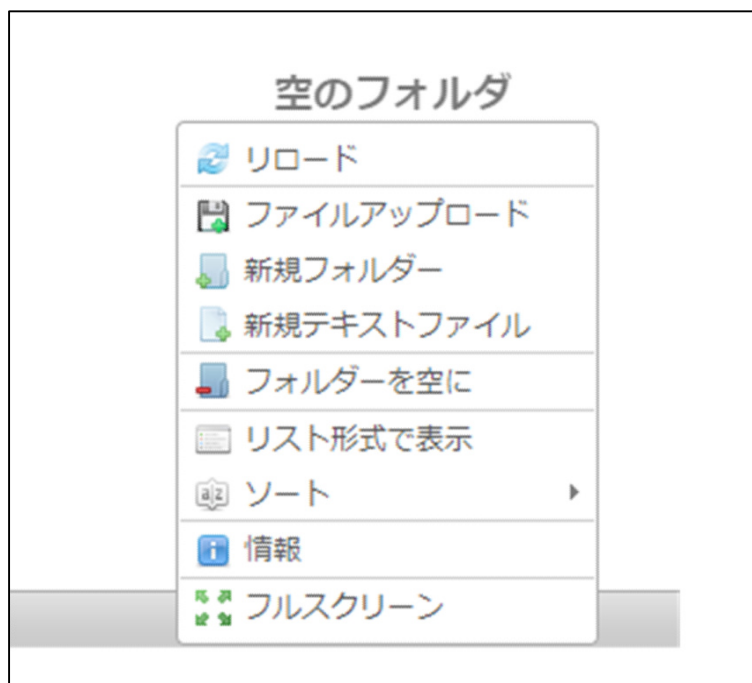 空のフォルダ
リロード
ファイルアップロード
新規フォルダー
新規テキストファイル
フォルダーを空に
リスト形式で表示
a|z ソート
情報
フルスクリーン